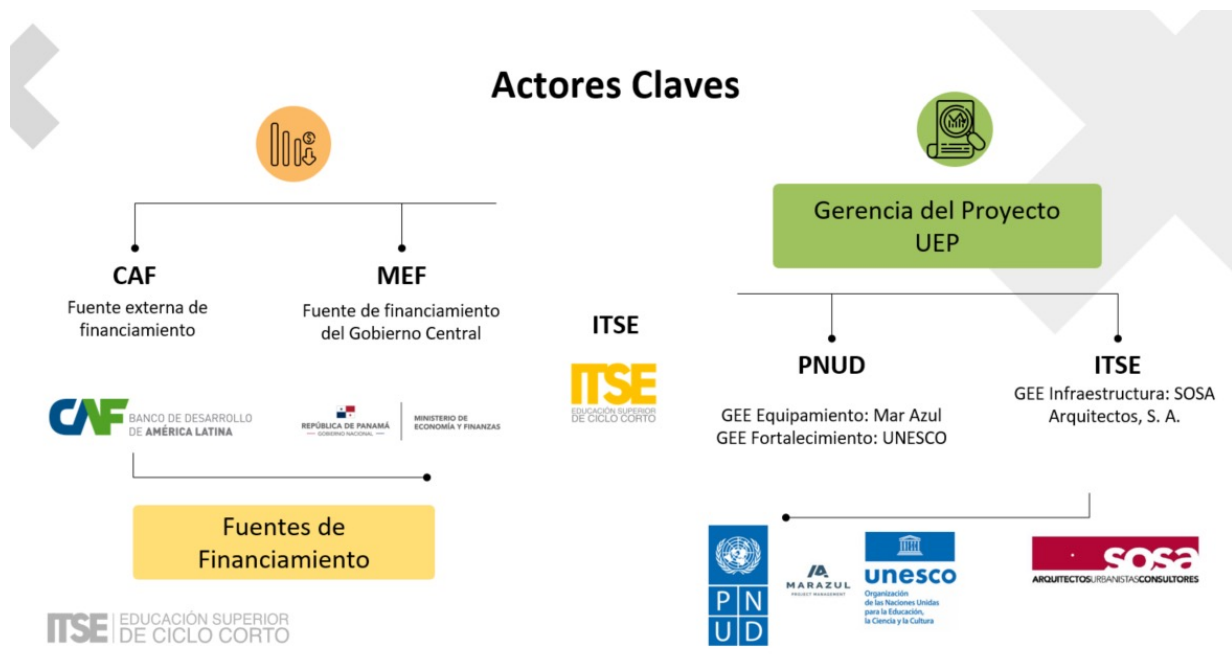 Actores Claves
CAF
Fuente externa de
financiamiento
MEF
Fuente de financiamiento
del Gobierno Central
CAF BANCO DE DESARROLLO
DE AMÉRICA LATINA
REPÚBLICA DE PANAMÁ
— GOBIERNO NACIONAL —
MINISTERIO DE
ECONOMÍA Y FINANZAS
Fuentes de
Financiamiento
ITSE
ITSE
EDUCACIÓN SUPERIOR
DE CICLO CORTO
Gerencia del Proyecto
UEP
PNUD
GEE Equipamiento: Mar Azul
GEE Fortalecimiento: UNESCO
ITSE
GEE Infraestructura: SOSA
Arquitectos, S. A.
P N
U D
MARAZUL
PROJECT MANAGEMENT
unesco
Organización
de las Naciones Unidas
para la Educación,
la Ciencia y la Cultura
sosa
ARQUITECTOSURBANISTASCONSULTORES
ITSE EDUCACIÓN SUPERIOR
DE CICLO CORTO